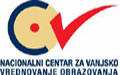 NACIONALNI CENTAR ZA VANJSKO
VREDNOVANJE OBRAZOVANJA